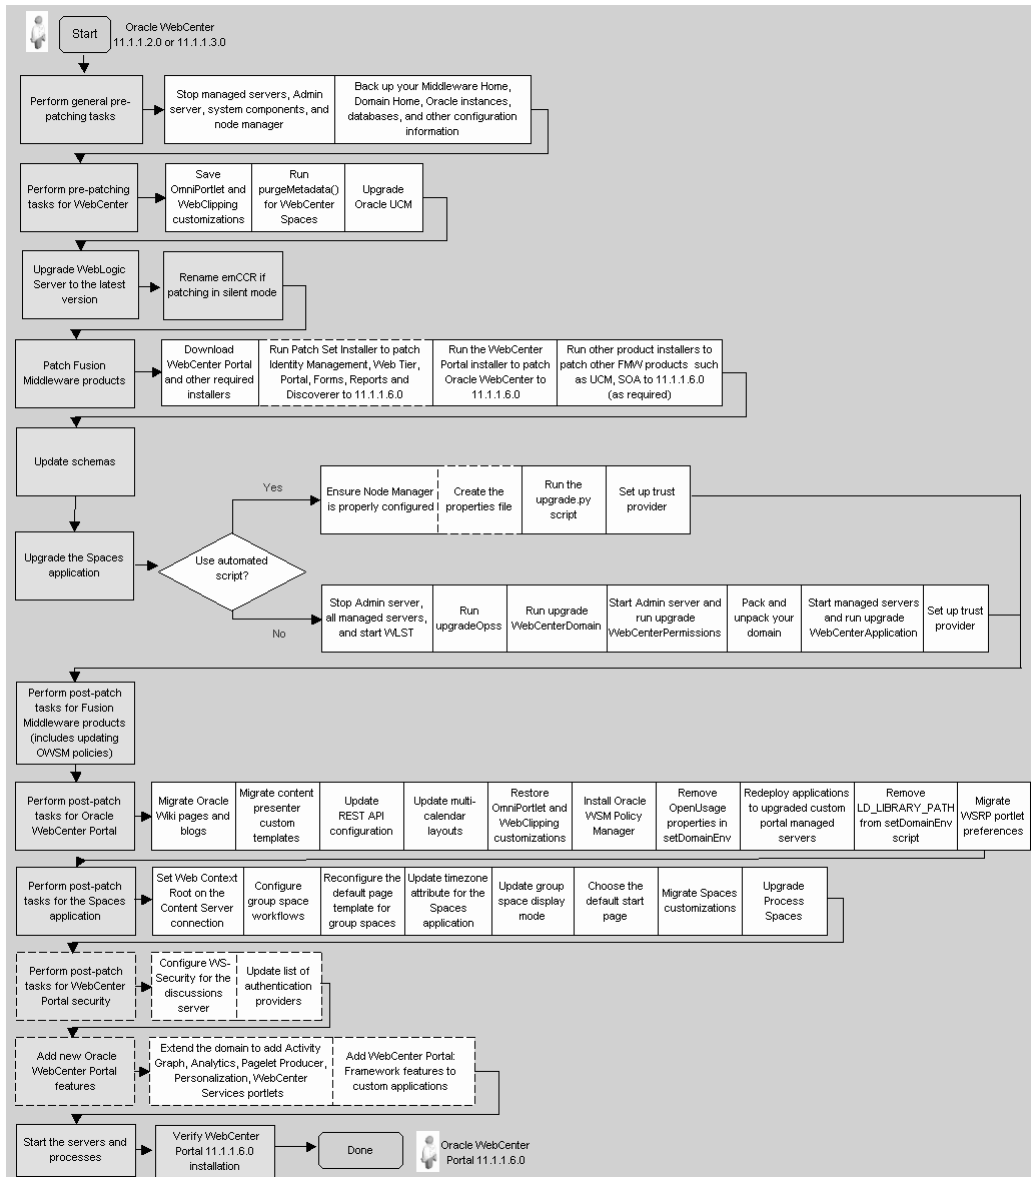 Start
Oracle WebCenter
11.1.1.2.0 or 11.1.1.3.0
Perform general pre-
patching tasks
Stop managed servers, Admin
server, system components, and
node manager
Back up your Middleware Home,
Domain Home, Oracle instances,
databases, and other configuration
information
Perform pre-patching
tasks for WebCenter
Save
OmniPortlet and
WebClipping
customizations
Run
purgeMetadata()
for WebCenter
Spaces
Upgrade
Oracle UCM
Upgrade WebLogic
Server to the latest
version
Rename emCCR if
patching in silent mode
Patch Fusion
Middleware products
Download
WebCenter Portal
and other required
installers
Run Patch Set Installer to patch
Identity Management, Web Tier,
Portal, Forms, Reports and
Discoverer to 11.1.1.6.0
Run the WebCenter
Portal installer to patch
Oracle WebCenter to
11.1.1.6.0
Run other product installers to
patch other FMW products such
as UCM, SOA to 11.1.1.6.0
(as required)
Update schemas
Upgrade the Spaces
application
Use automated
script?
Yes
Ensure Node Manager
is properly configured
Create the
properties file
Run the
upgrade.py
script
Set up trust
provider
No
Stop Admin server,
all managed servers,
and start WLST
Run
upgradeOpss
Run upgrade
WebCenterDomain
Start Admin server and
run upgrade
WebCenterPermissions
Pack and
unpack your
domain
Start managed servers
and run upgrade
WebCenterApplication
Set up trust
provider
Perform post-patch
tasks for Fusion
Middleware products
(includes updating
OWSM policies)
Perform post-patch
tasks for Oracle
WebCenter Portal
Migrate Oracle
Wiki pages and
blogs
Migrate content
presenter
custom
templates
Update
REST API
configuration
Update multi-
calendar
layouts
Restore
OmniPortlet and
WebClipping
customizations
Install Oracle
WSM Policy
Manager
Remove
OpenUsage
properties in
setDomainEnv
Redeploy applications
to upgraded custom
portal managed
servers
Remove
LD_LIBRARY_PATH
from setDomainEnv
script
Migrate
WSRP portlet
preferences
Perform post-patch
tasks for the Spaces
application
Set Web Context
Root on the
Content Server
connection
Configure
group space
workflows
Reconfigure the
default page
template for
group spaces
Update timezone
attribute for the
Spaces
application
Update group
space display
mode
Choose the
default start
page
Migrate Spaces
customizations
Upgrade
Process
Spaces
Perform post-patch
tasks for WebCenter
Portal security
Configure WS-
Security for the
discussions
server
Update list of
authentication
providers
Add new Oracle
WebCenter Portal
features
Extend the domain to add Activity
Graph, Analytics, Pagelet Producer,
Personalization, WebCenter
Services portlets
Add WebCenter Portal:
Framework features to
custom applications
Start the servers and
processes
Verify WebCenter
Portal 11.1.1.6.0
installation
Done
Oracle WebCenter
Portal 11.1.1.6.0